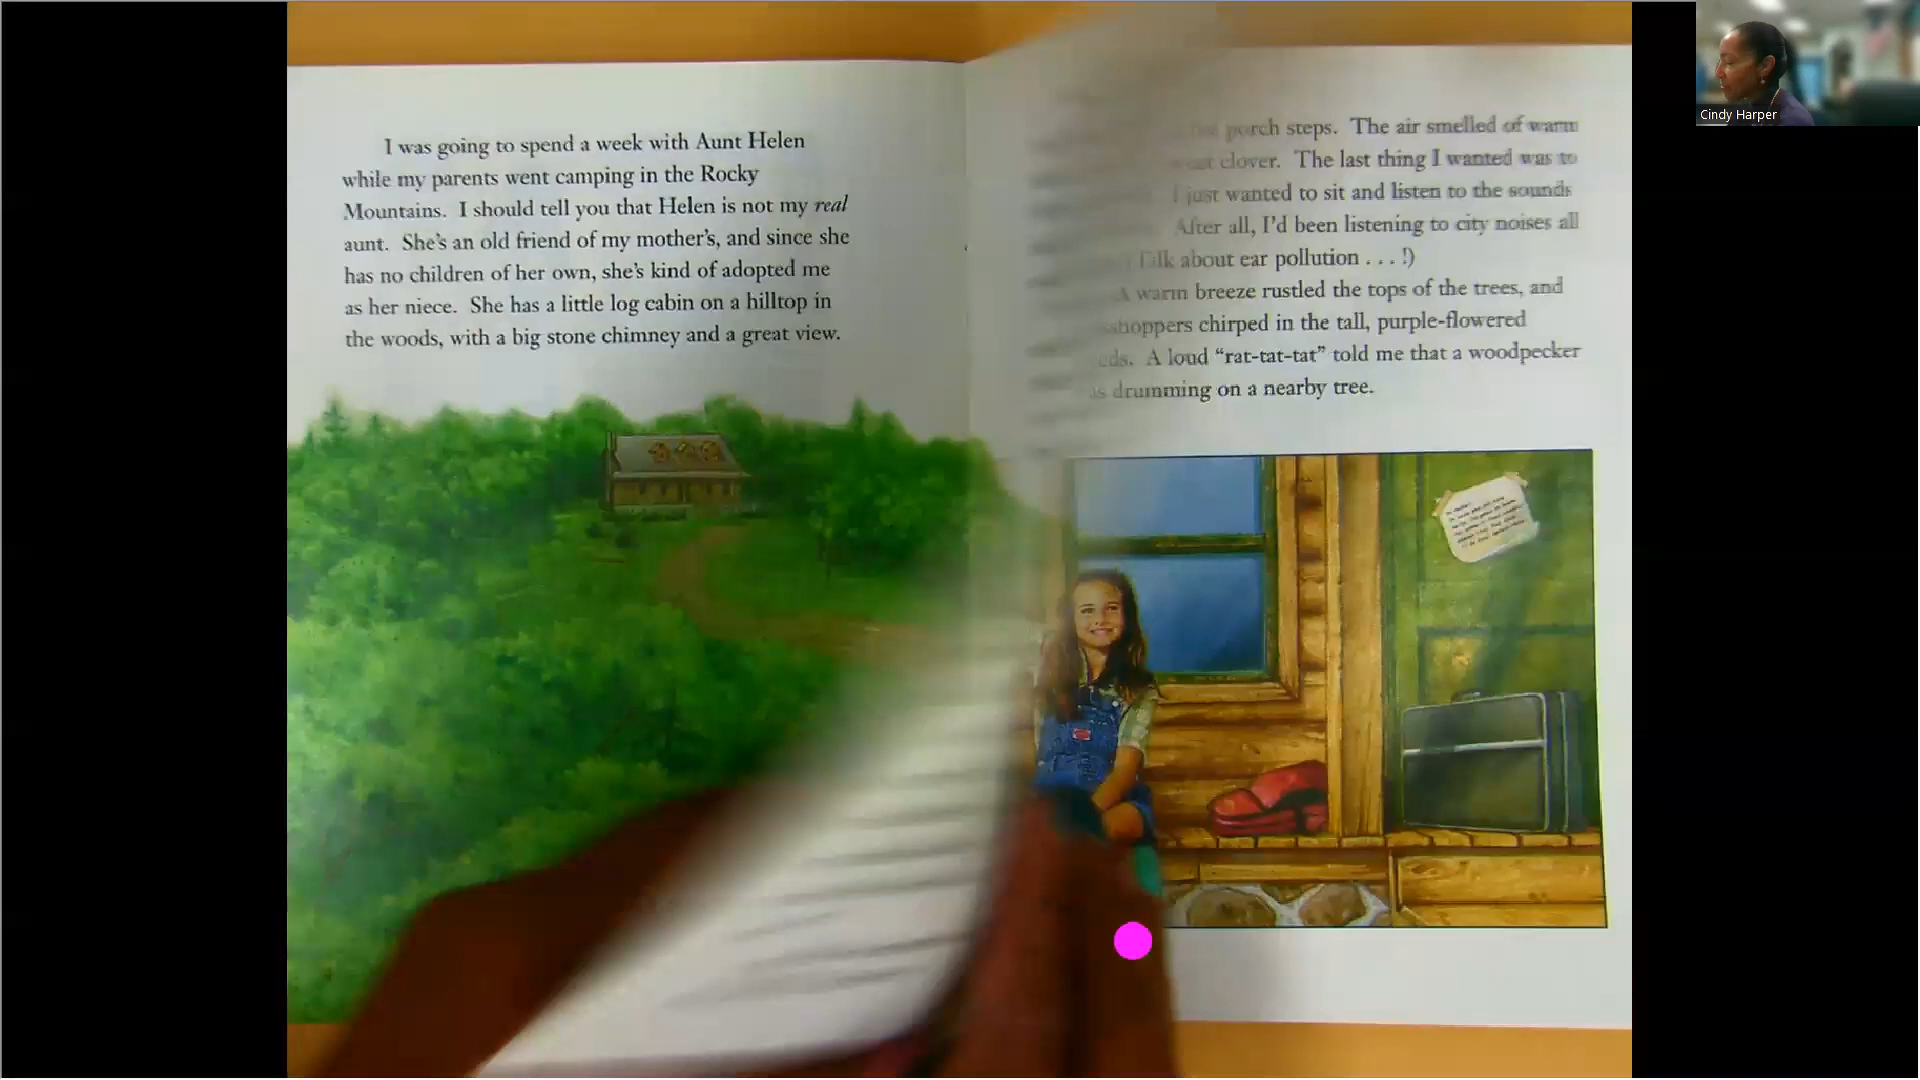 I was going to spend a week with Aunt Helen
while my parents went camping in the Rocky
Mountains. I should tell you that Helen is not my real
aunt. She's an old friend of my mother's, and since she
has no children of her own, she's kind of adopted me
as her niece. She has a little log cabin on a hilltop in
the woods, with a big stone chimney and a great view.
porch steps. The air smelled of warm
clover. The last thing I wanted was to
I just wanted to sit and listen to the sounds
After all, I'd been listening to city noises all
Talk about ear pollution . . . !)
A warm breeze rustled the tops of the trees, and
chirped in the tall, purple-flowered
A loud "rat-tat-tat" told me that a woodpecker
drumming on a nearby tree.
Cindy Harper